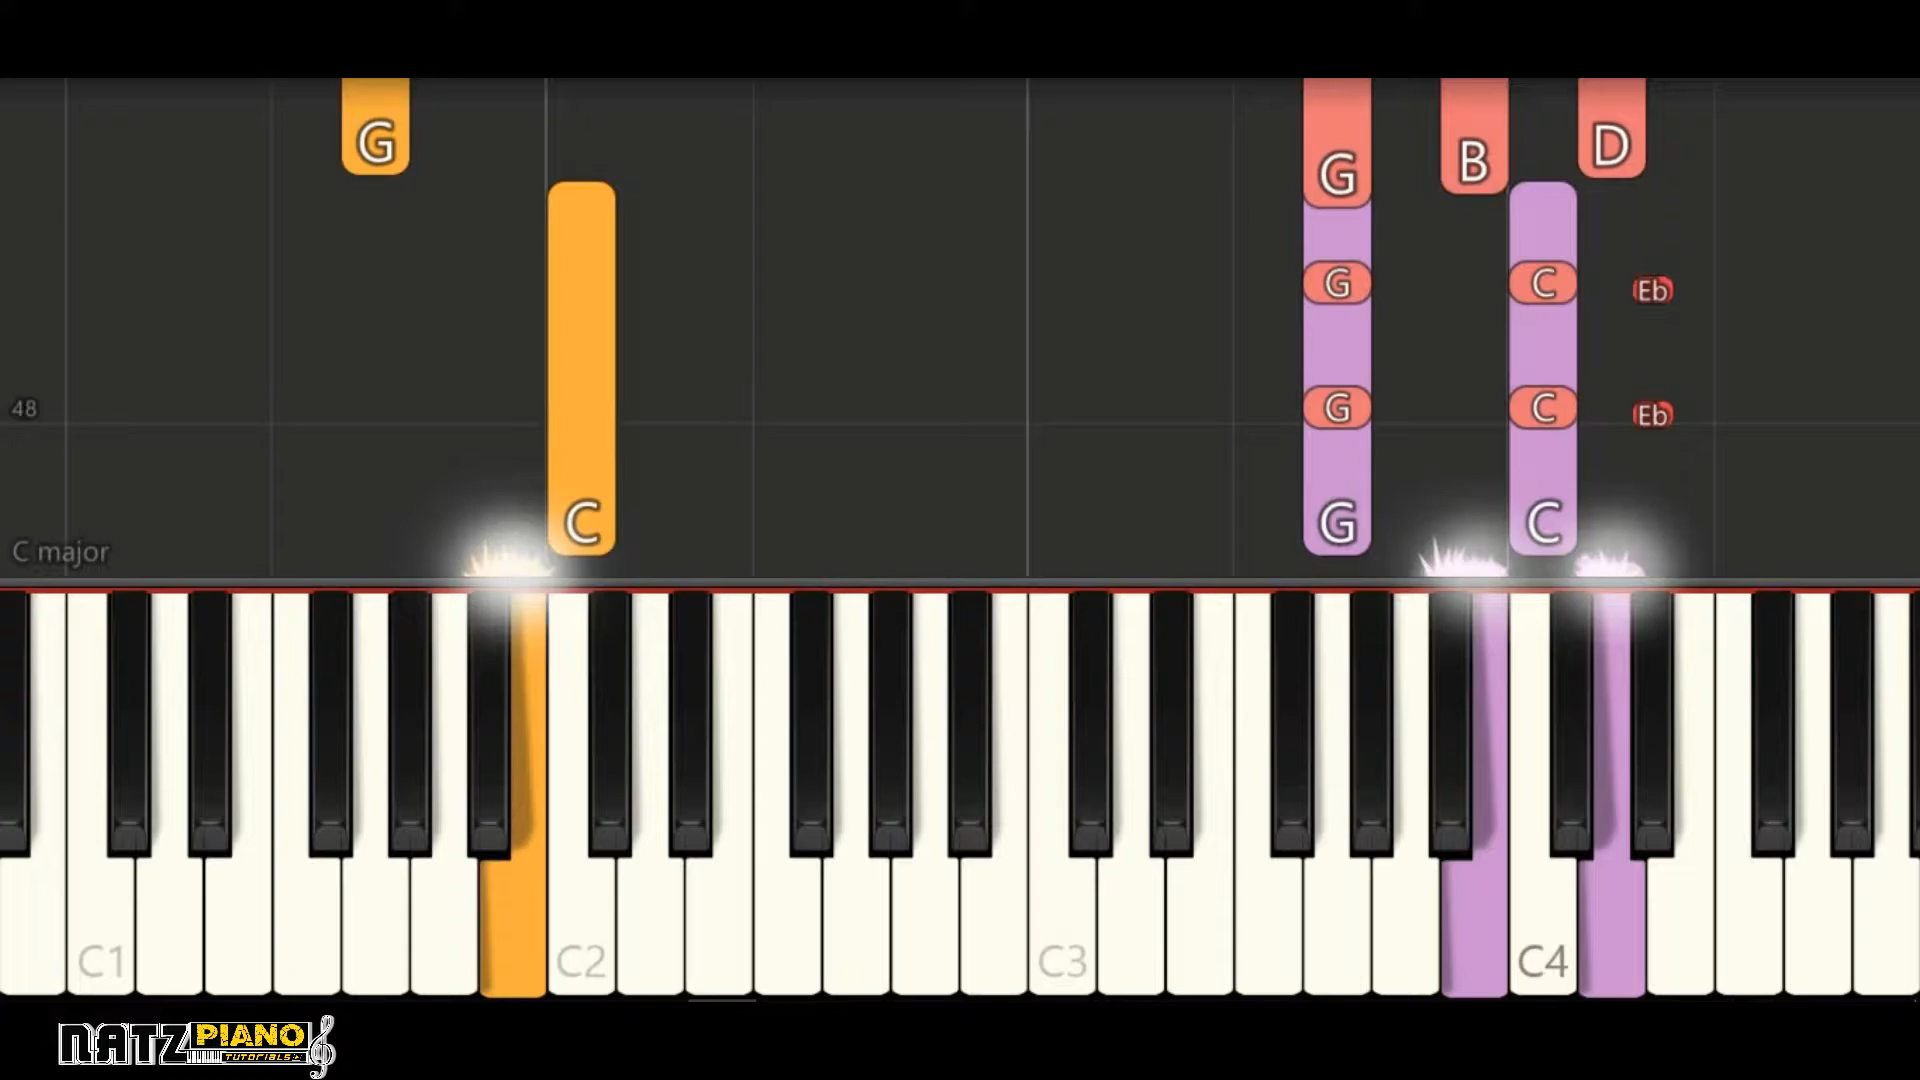 G
G B D
G C Eb
48
G C Eb
C
G C
C major
C1 C2 C3 C4
NATZ PIANO
TUTORIALS